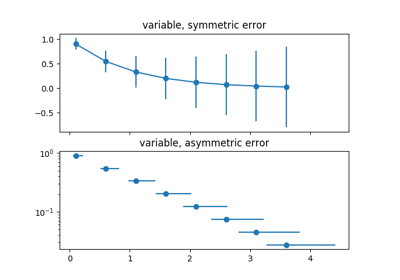 variable, symmetric error
1.0
0.5
0.0
−0.5
variable, asymmetric error
10⁰
10⁻¹
0 1 2 3 4